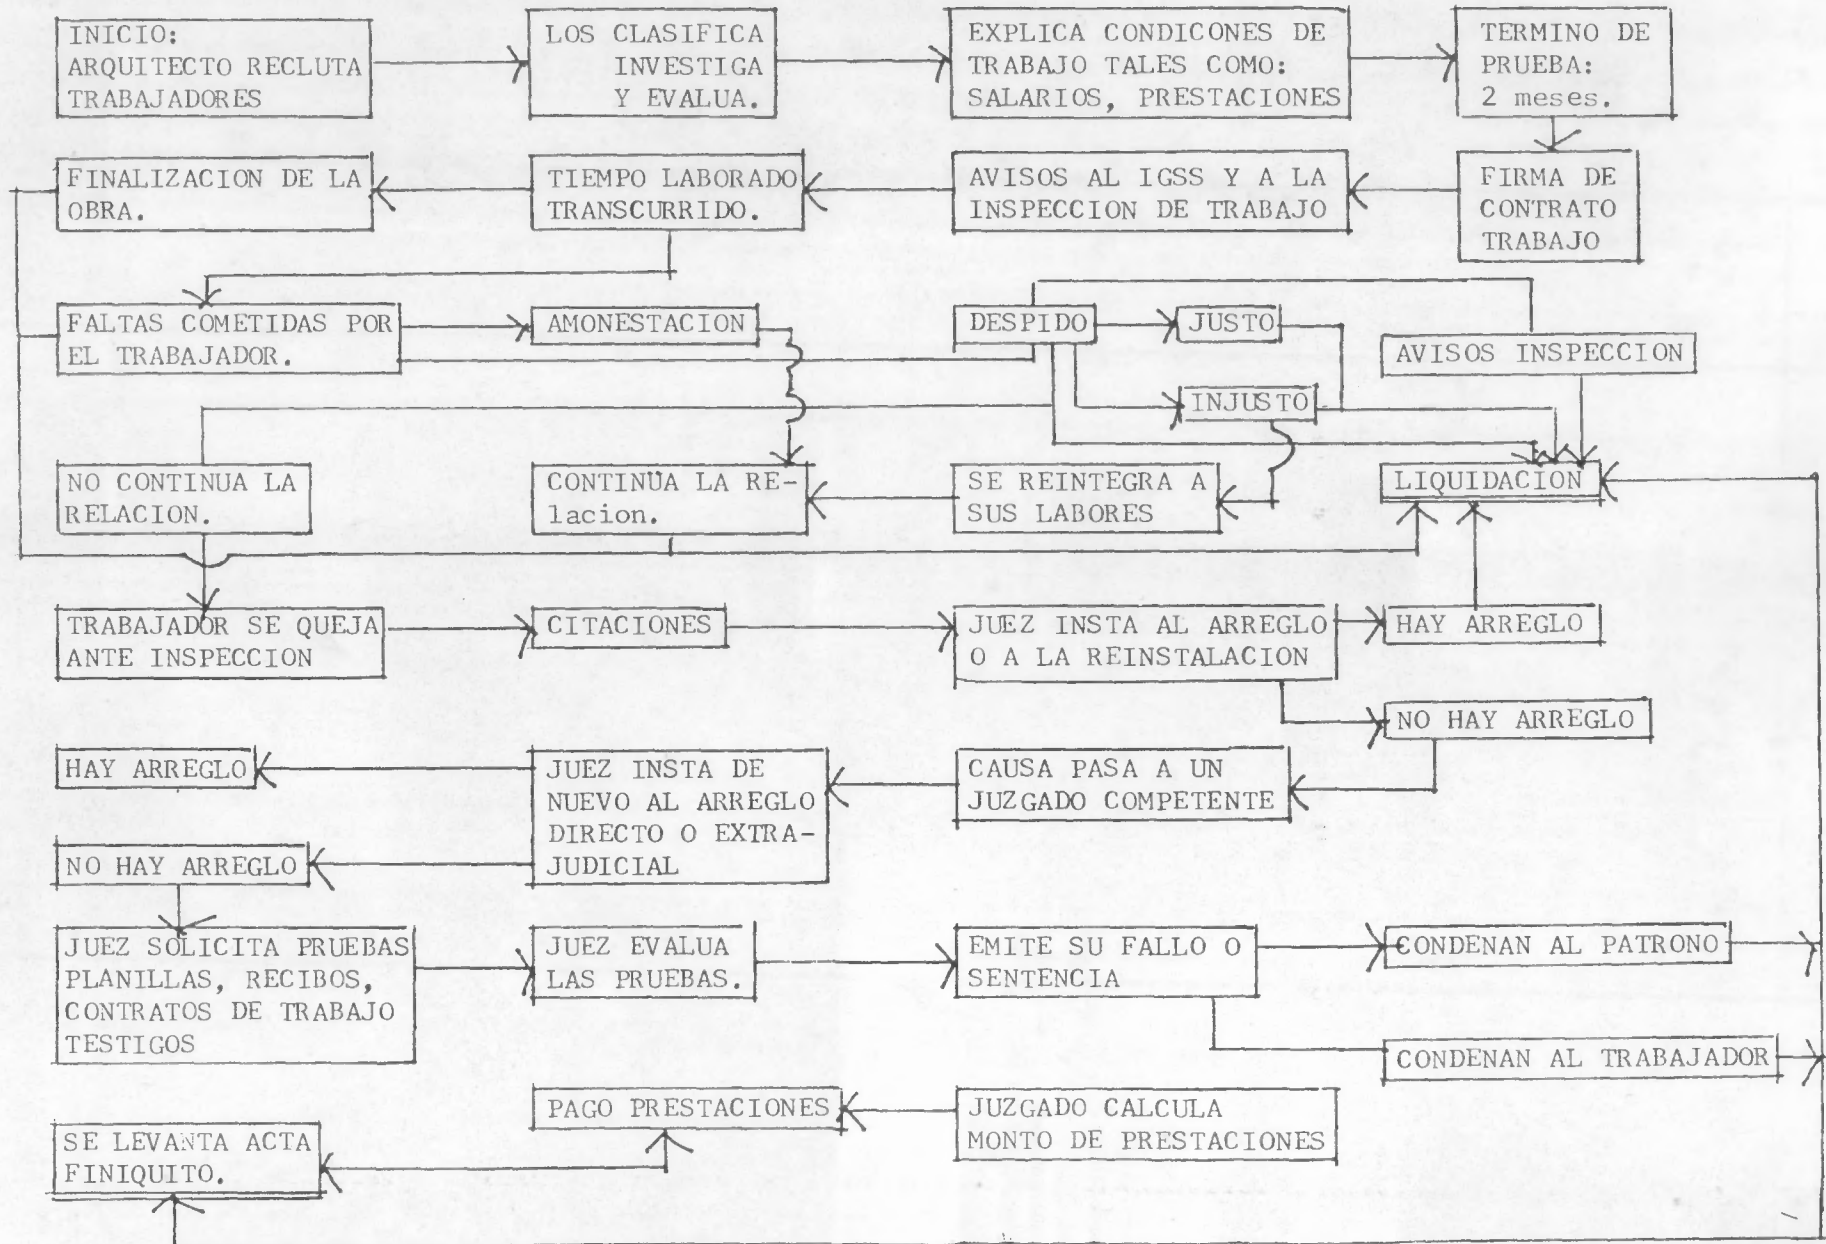 INICIO:
ARQUITECTO RECLUTA
TRABAJADORES
LOS CLASIFICA
INVESTIGA
Y EVALUA.
EXPLICA CONDICONES DE
TRABAJO TALES COMO:
SALARIOS, PRESTACIONES
TERMINO DE
PRUEBA:
2 meses.
FINALIZACION DE LA
OBRA.
TIEMPO LABORADO
TRANSCURRIDO.
AVISOS AL IGSS Y A LA
INSPECCION DE TRABAJO
FIRMA DE
CONTRATO
TRABAJO
FALTAS COMETIDAS POR
EL TRABAJADOR.
AMONESTACION
DESPIDO
JUSTO
AVISOS INSPECCION
INJUSTO
NO CONTINUA LA
RELACION.
CONTINUA LA RE-
lacion.
SE REINTEGRA A
SUS LABORES
LIQUIDACION
TRABAJADOR SE QUEJA
ANTE INSPECCION
CITACIONES
JUEZ INSTA AL ARREGLO
O A LA REINSTALACION
HAY ARREGLO
NO HAY ARREGLO
HAY ARREGLO
JUEZ INSTA DE
NUEVO AL ARREGLO
DIRECTO O EXTRA-
JUDICIAL
CAUSA PASA A UN
JUZGADO COMPETENTE
NO HAY ARREGLO
JUEZ SOLICITA PRUEBAS
PLANILLAS, RECIBOS,
CONTRATOS DE TRABAJO
TESTIGOS
JUEZ EVALUA
LAS PRUEBAS.
EMITE SU FALLO O
SENTENCIA
CONDENAN AL PATRONO
CONDENAN AL TRABAJADOR
PAGO PRESTACIONES
JUZGADO CALCULA
MONTO DE PRESTACIONES
SE LEVANTA ACTA
FINIQUITO.